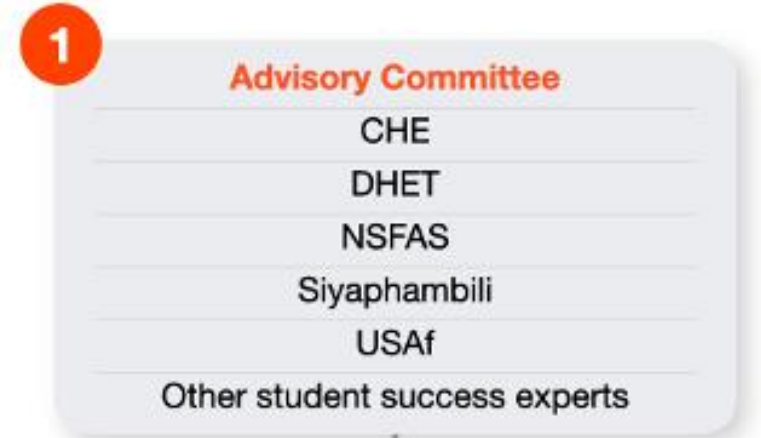 1
Advisory Committee
CHE
DHET
NSFAS
Siyaphambili
USAf
Other student success experts